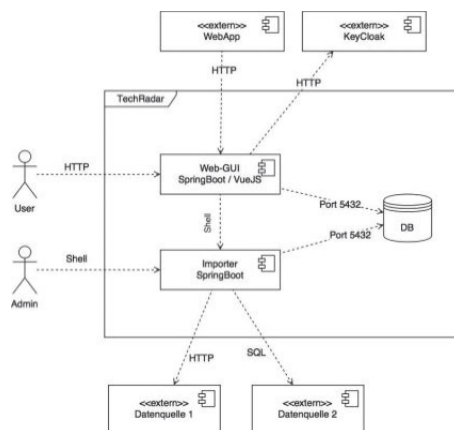 <<extern>>
WebApp
<<extern>>
KeyCloak
HTTP
HTTP
TechRadar
HTTP
User
Web-GUI
SpringBoot / VueJS
Port 5432
DB
Shell
Port 5432
Shell
Admin
Importer
SpringBoot
HTTP
SQL
<<extern>>
Datenquelle 1
<<extern>>
Datenquelle 2